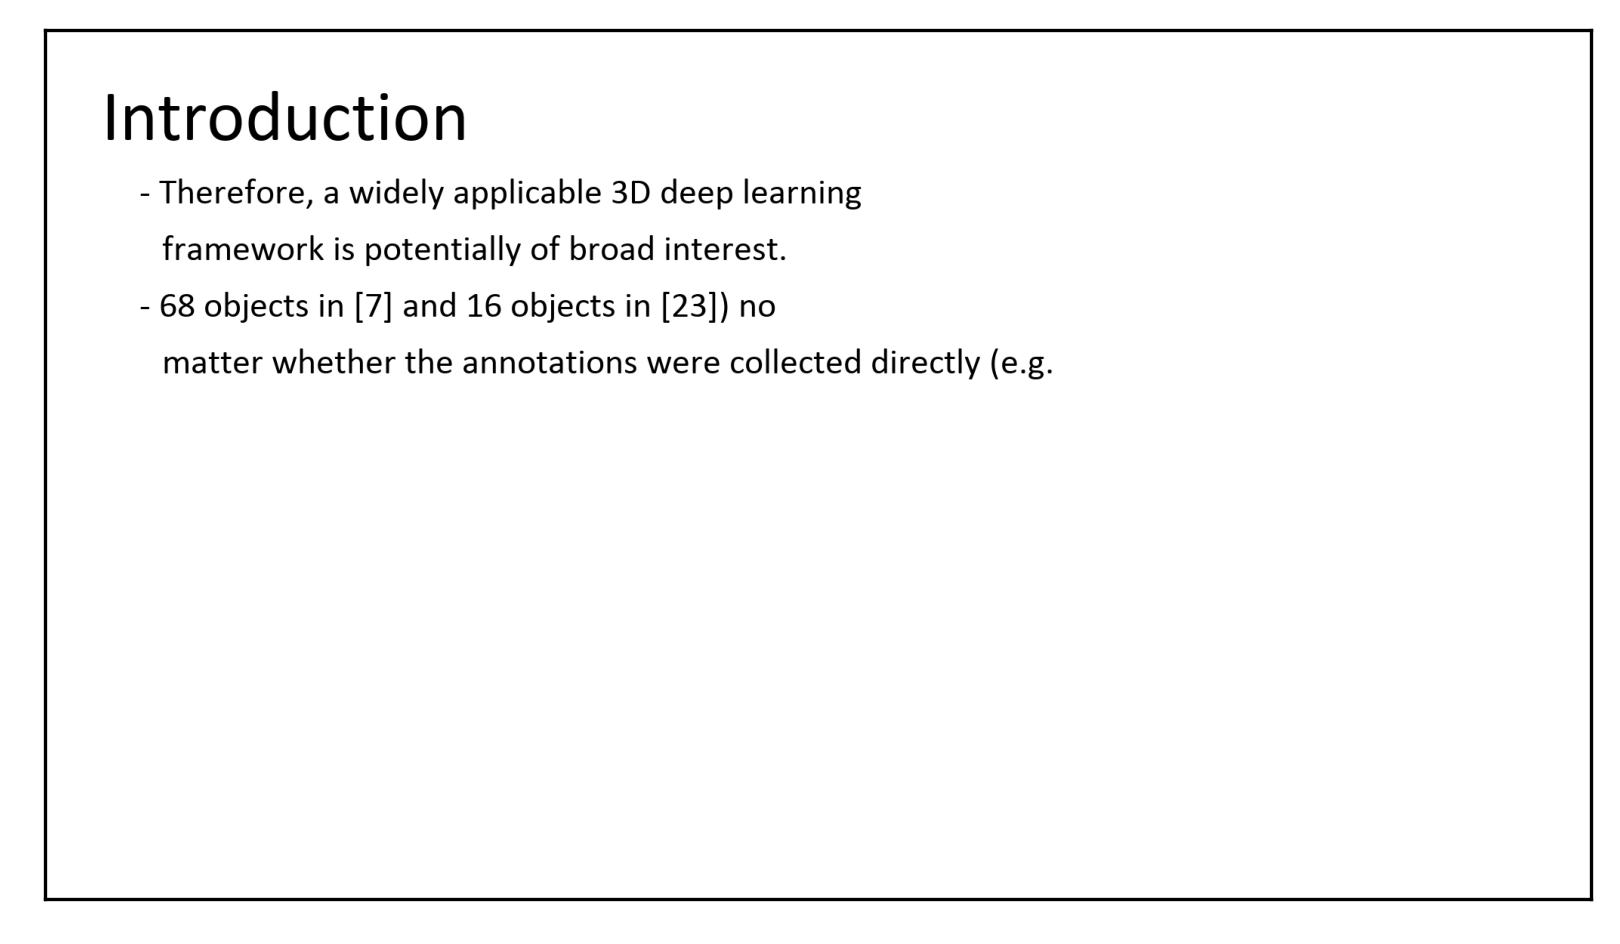 Introduction
- Therefore, a widely applicable 3D deep learning
framework is potentially of broad interest.
- 68 objects in [7] and 16 objects in [23]) no
matter whether the annotations were collected directly (e.g.